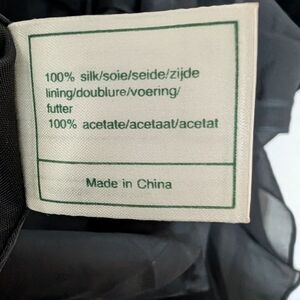 100% silk/soie/seide/zijde
lining/doublure/voering/
futter
100% acetate/acetaat/acetat
Made in China